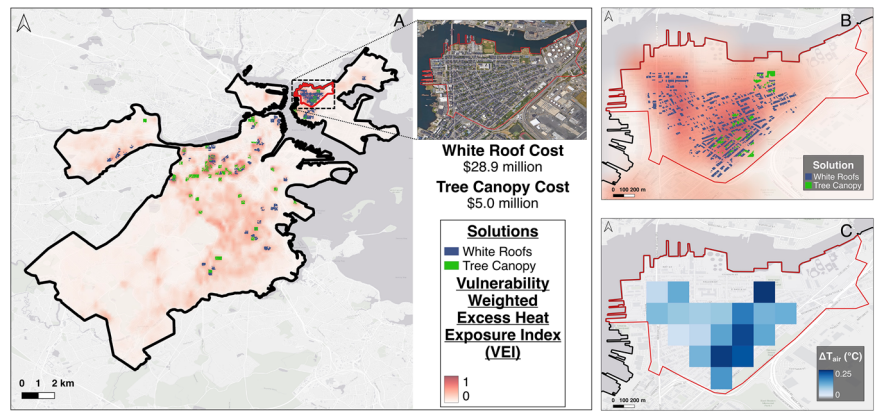 A
White Roof Cost
$28.9 million
Tree Canopy Cost
$5.0 million
Solutions
White Roofs
Tree Canopy
Vulnerability
Weighted
Excess Heat
Exposure Index
(VEI)
1
0
0 1 2 km
B
Solution
White Roofs
Tree Canopy
0 100 200 m
C
ΔTair (°C)
0.25
0
0 100 200 m